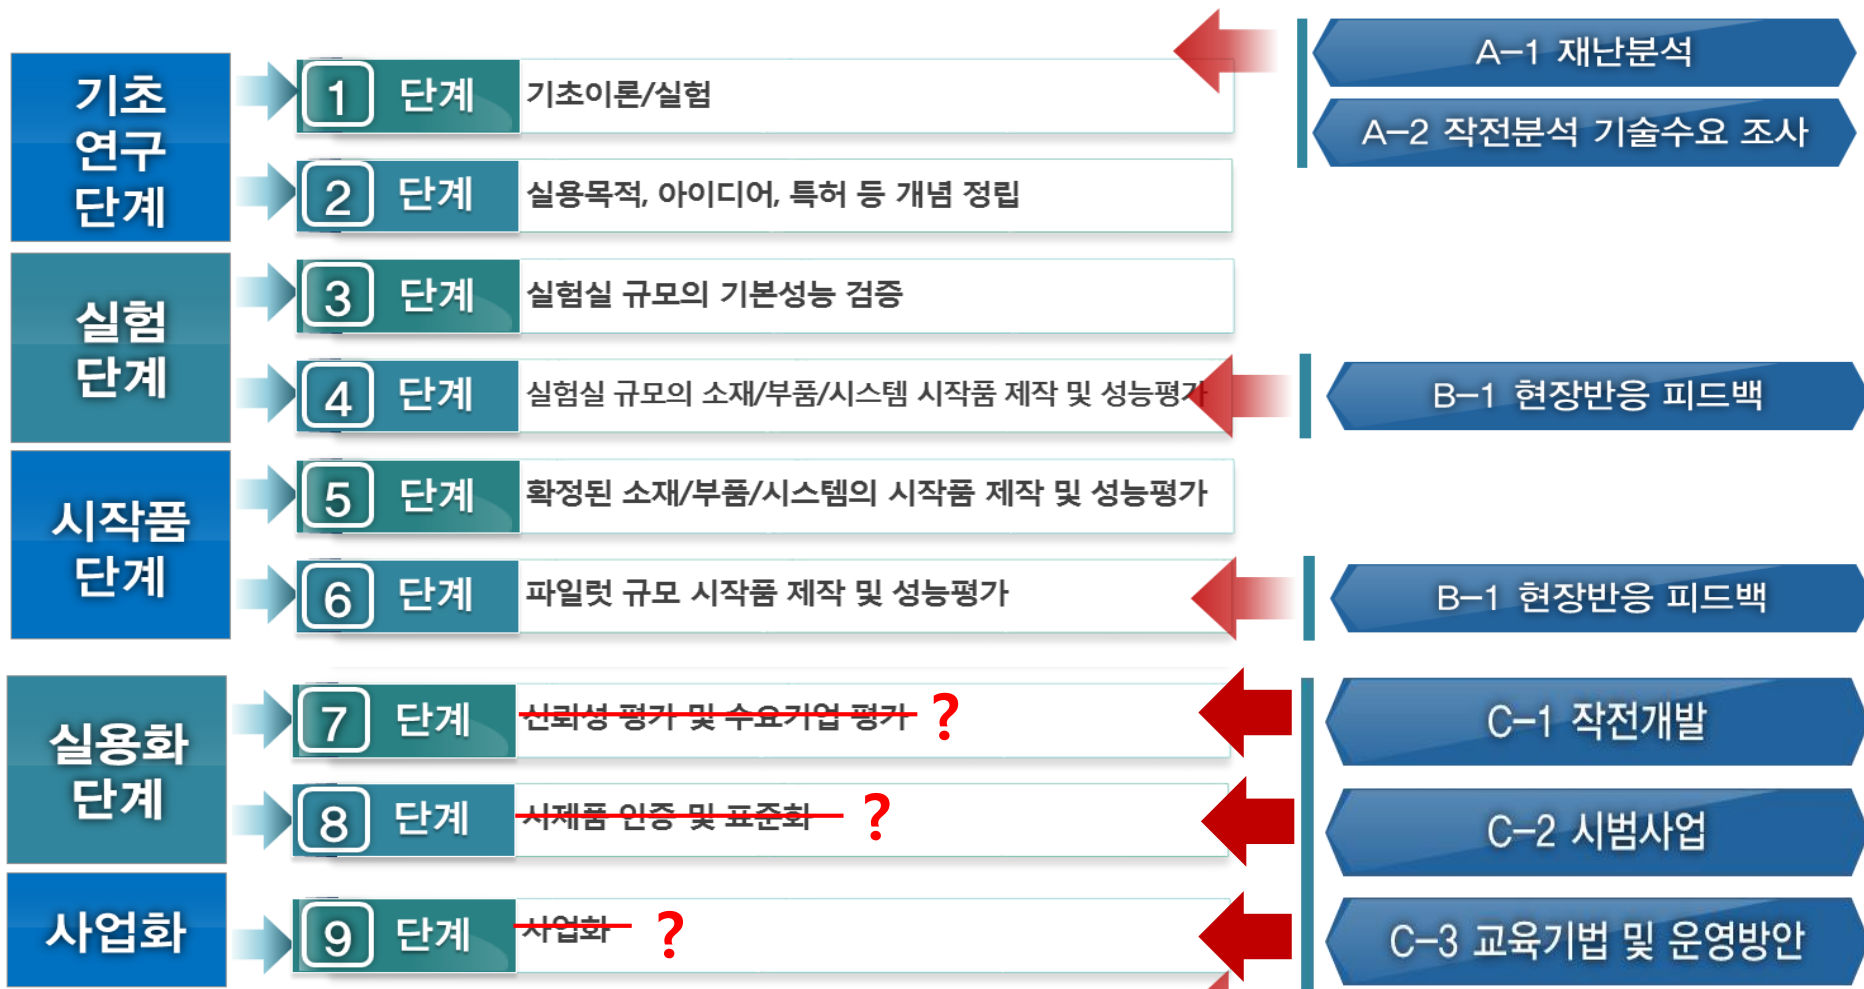 기초
연구
단계
1 단계 기초이론/실험
2 단계 실용목적, 아이디어, 특허 등 개념 정립
A-1 재난분석
A-2 작전분석 기술수요 조사
실험
단계
3 단계 실험실 규모의 기본성능 검증
4 단계 실험실 규모의 소재/부품/시스템 시작품 제작 및 성능평가
B-1 현장반응 피드백
시작품
단계
5 단계 확정된 소재/부품/시스템의 시작품 제작 및 성능평가
6 단계 파일럿 규모 시작품 제작 및 성능평가
B-1 현장반응 피드백
실용화
단계
7 단계 신뢰성 평가 및 수요기업 평가 ?
C-1 작전개발
8 단계 시제품 인증 및 표준화 ?
C-2 시범사업
사업화
9 단계 사업화 ?
C-3 교육기법 및 운영방안